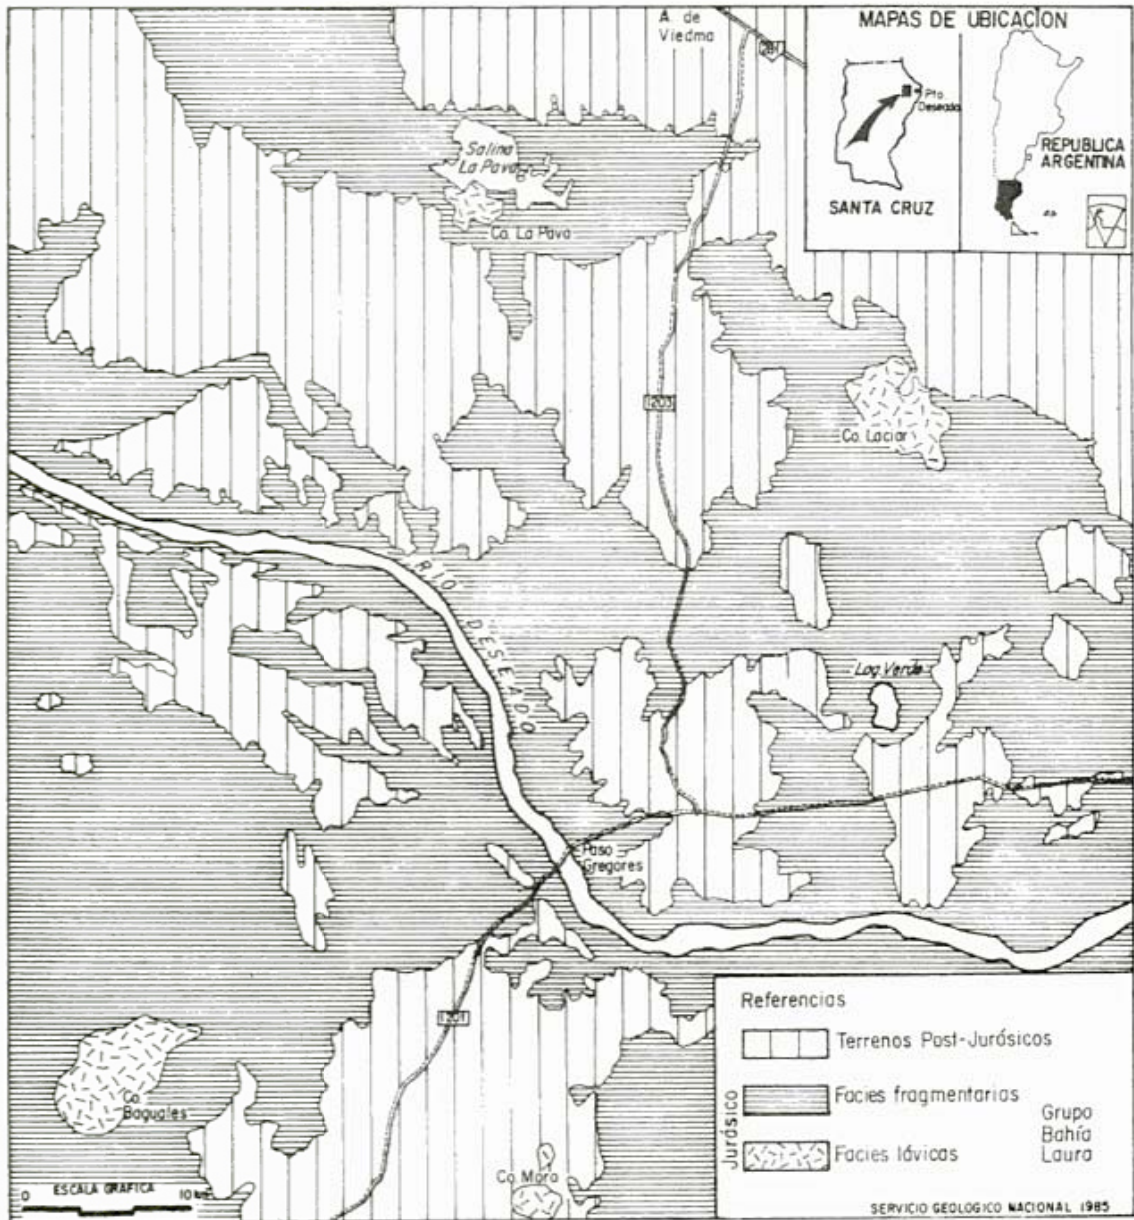 A. de
Viedma
281
MAPAS DE UBICACION
Pto.
Deseado
SANTA CRUZ
REPUBLICA
ARGENTINA
Salina
La Pava
Co. La Pava
1203
Co. Laciar
RIO DESEADO
Lag. Verde
Paso
Gregores
1201
Co.
Baguales
Co. Moro
ESCALA GRAFICA
0 10 km
Referencias
Terrenos Post-Jurásicos
Jurásico
Facies fragmentarias
Facies lávicas
Grupo
Bahía
Laura
SERVICIO GEOLOGICO NACIONAL 1985